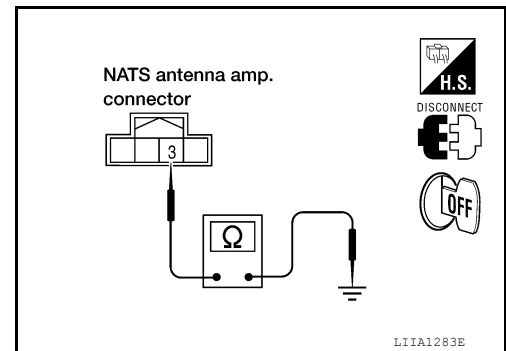 NATS antenna amp.
connector
H.S.
DISCONNECT
3
OFF
Ω
LIIA1283E